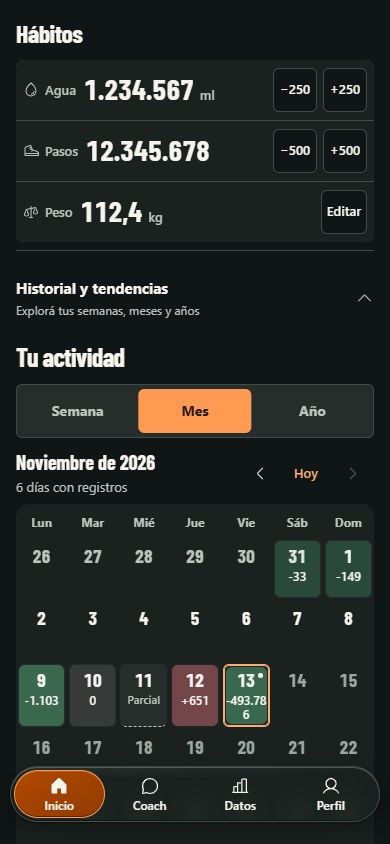 Hábitos
Agua 1.234.567 ml −250 +250
Pasos 12.345.678 −500 +500
Peso 112,4 kg Editar
Historial y tendencias
Explorá tus semanas, meses y años
Tu actividad
Semana Mes Año
Noviembre de 2026
6 días con registros
Hoy
Lun Mar Mié Jue Vie Sáb Dom
26 27 28 29 30 31 1
-33 -149
2 3 4 5 6 7 8
9 10 11 12 13 14 15
-1.103 0 Parcial +651 -493.78
6
16 17 18 19 20 21 22
Inicio Coach Datos Perfil